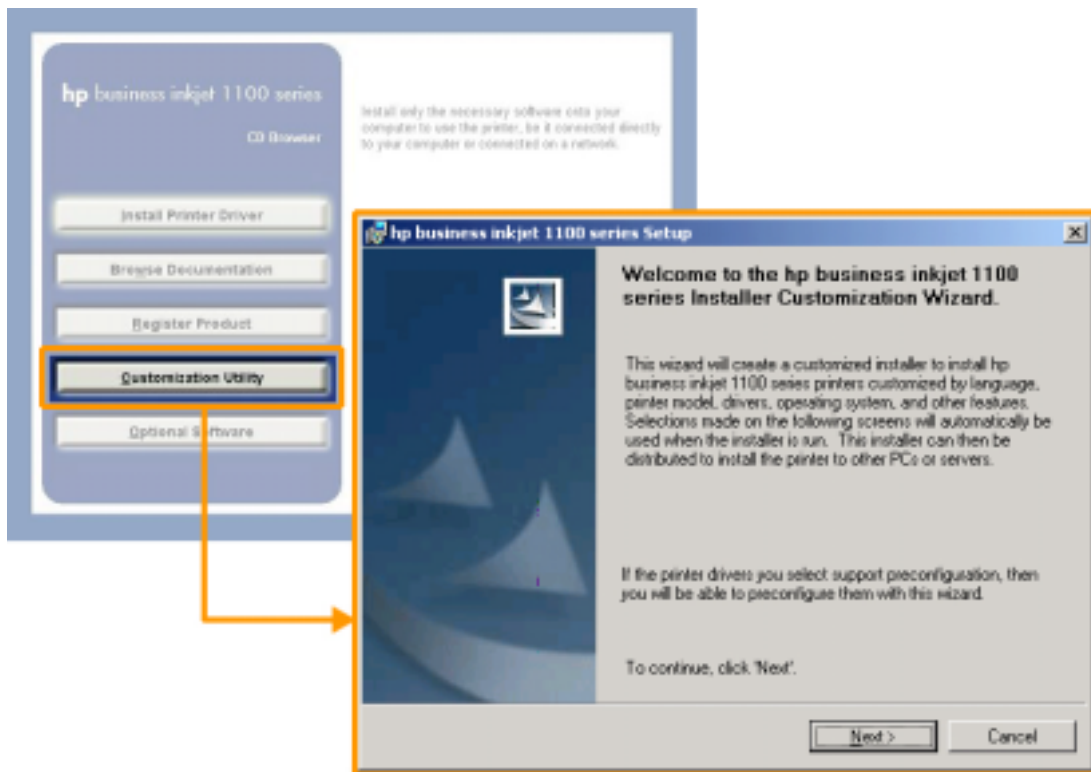 hp business inkjet 1100 series
CD Browser
Install only the necessary software onto your
computer to use the printer, be it connected directly
to your computer or connected on a network.
Install Printer Driver
Browse Documentation
Register Product
Customization Utility
Optional Software
hp business inkjet 1100 series Setup
Welcome to the hp business inkjet 1100
series Installer Customization Wizard.
This wizard will create a customized installer to install hp
business inkjet 1100 series printers customized by language,
printer model, drivers, operating system, and other features.
Selections made on the following screens will automatically be
used when the installer is run. This installer can then be
distributed to install the printer to other PCs or servers.
If the printer drivers you select support preconfiguration, then
you will be able to preconfigure them with this wizard.
To continue, click 'Next'.
Next >
Cancel